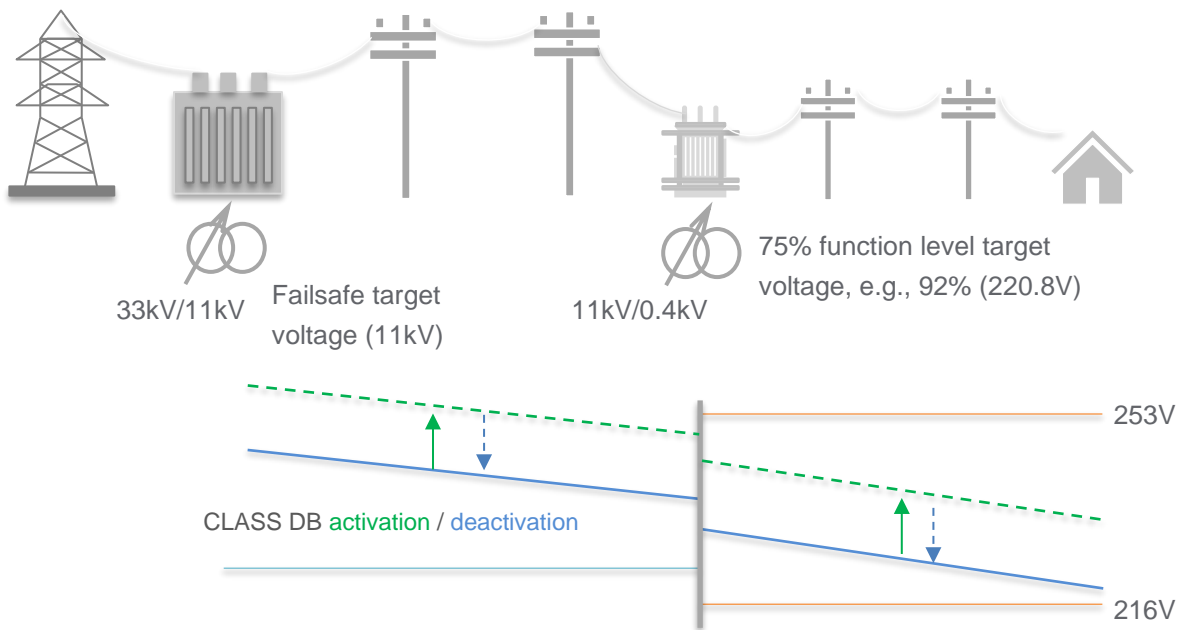 75% function level target
voltage, e.g., 92% (220.8V)
33kV/11kV
Failsafe target
voltage (11kV)
11kV/0.4kV
253V
CLASS DB activation / deactivation
216V